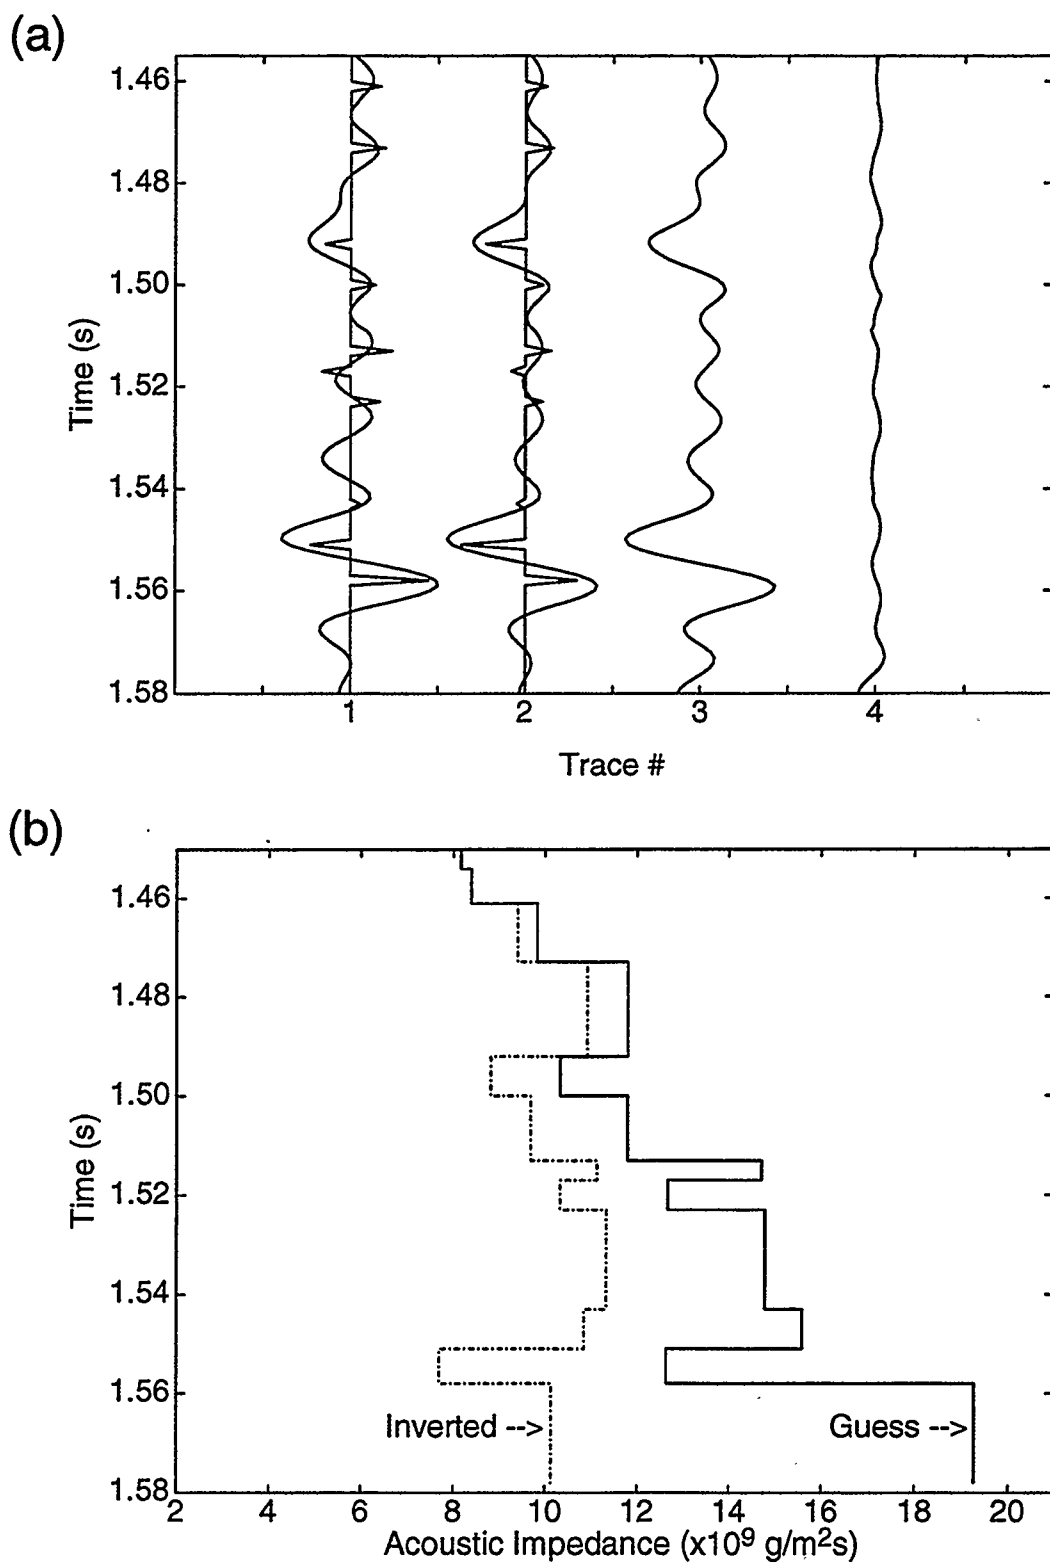 (a)
1.46
1.48
1.50
1.52
1.54
1.56
1.58
Time (s)
1 2 3 4
Trace #
(b)
1.46
1.48
1.50
1.52
1.54
1.56
1.58
Time (s)
Inverted --> Guess -->
2 4 6 8 10 12 14 16 18 20
Acoustic Impedance (x10⁹ g/m²s)